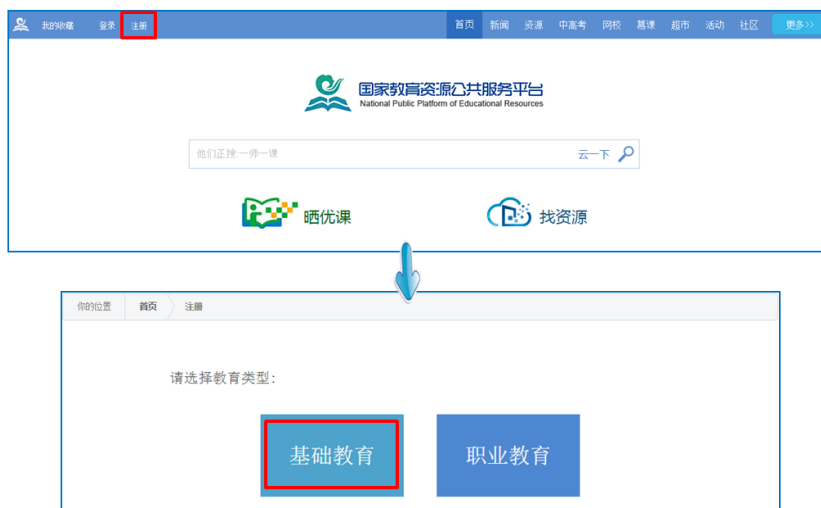 我的收藏 登录 注册 首页 新闻 资源 中高考 网校 慕课 超市 活动 社区 更多>>
国家教育资源公共服务平台
National Public Platform of Educational Resources
他们正搜:一师一课 云一下
晒优课 找资源
你的位置 首页 注册
请选择教育类型:
基础教育 职业教育